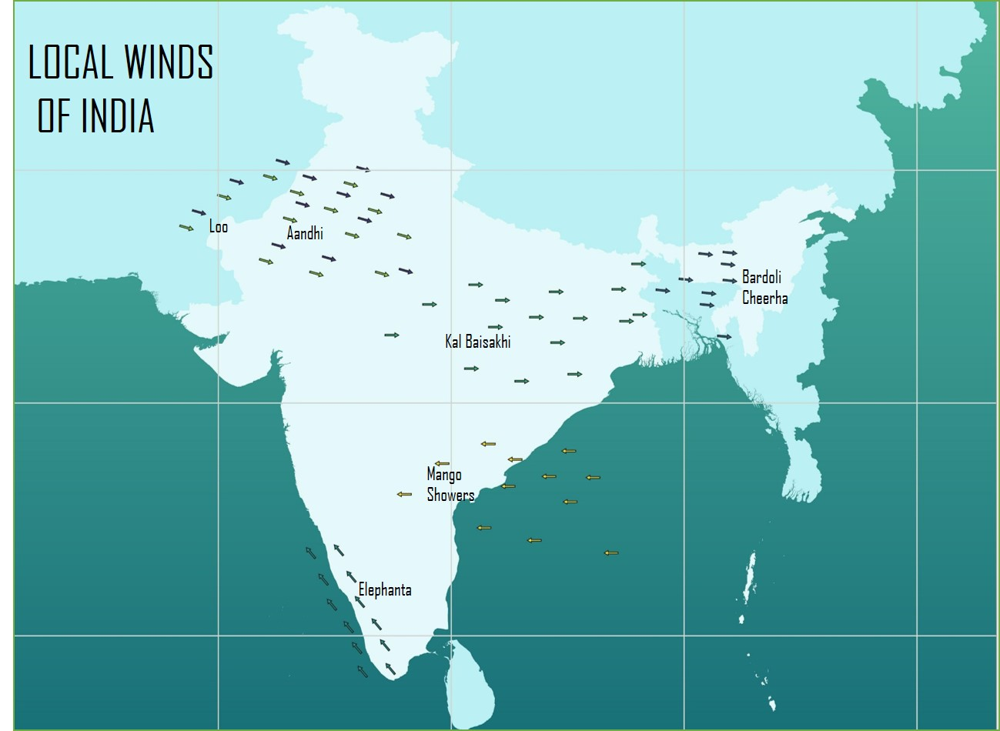 LOCAL WINDS
OF INDIA
Loo
Aandhi
Bardoli
Cheerha
Kal Baisakhi
Mango
Showers
Elephanta